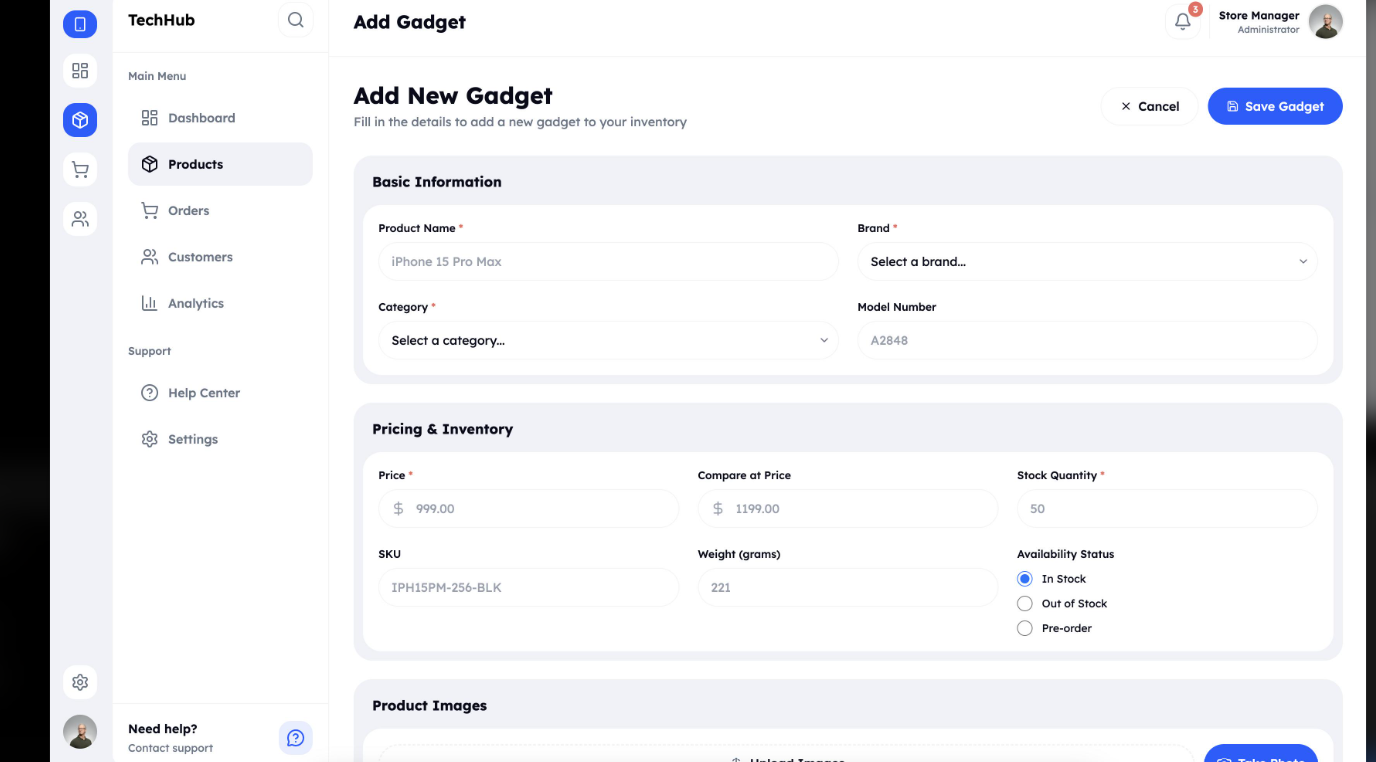 TechHub
Add Gadget
3
Store Manager
Administrator
Main Menu
Dashboard
Products
Orders
Customers
Analytics
Support
Help Center
Settings
Need help?
Contact support
Add New Gadget
Fill in the details to add a new gadget to your inventory
Cancel
Save Gadget
Basic Information
Product Name *
Brand *
iPhone 15 Pro Max
Select a brand...
Category *
Model Number
Select a category...
A2848
Pricing & Inventory
Price *
Compare at Price
Stock Quantity *
$ 999.00
$ 1199.00
50
SKU
Weight (grams)
Availability Status
IPH15PM-256-BLK
221
In Stock
Out of Stock
Pre-order
Product Images
Upload Images
Take Photo